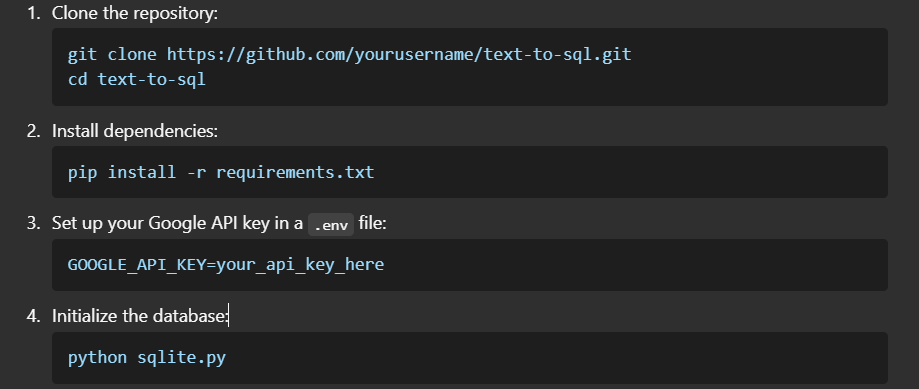 1. Clone the repository:
git clone https://github.com/yourusername/text-to-sql.git
cd text-to-sql
2. Install dependencies:
pip install -r requirements.txt
3. Set up your Google API key in a .env file:
GOOGLE_API_KEY=your_api_key_here
4. Initialize the database:
python sqlite.py